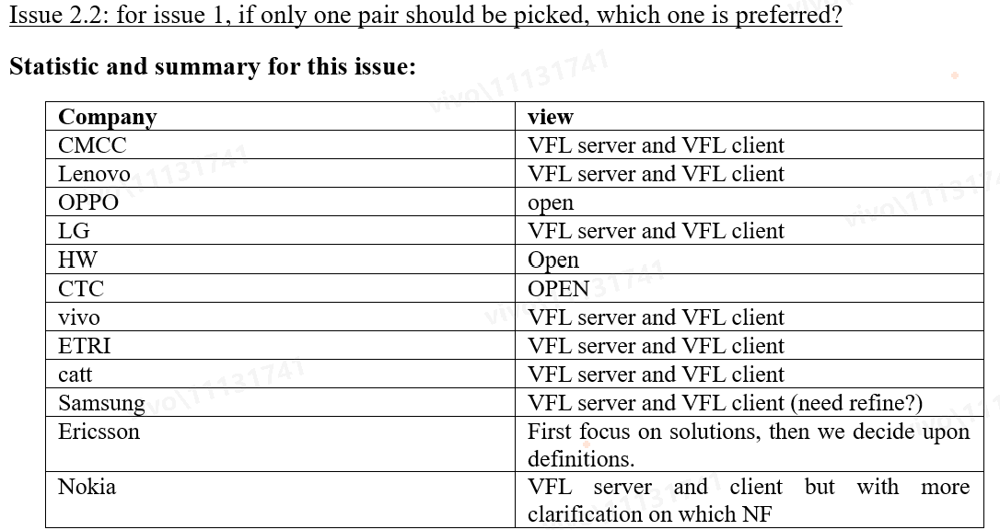 Issue 2.2: for issue 1, if only one pair should be picked, which one is preferred?
Statistic and summary for this issue:
Company view
CMCC VFL server and VFL client
Lenovo VFL server and VFL client
OPPO open
LG VFL server and VFL client
HW Open
CTC OPEN
vivo VFL server and VFL client
ETRI VFL server and VFL client
catt VFL server and VFL client
Samsung VFL server and VFL client (need refine?)
Ericsson First focus on solutions, then we decide upon
definitions.
Nokia VFL server and client but with more
clarification on which NF
vivo\11131741